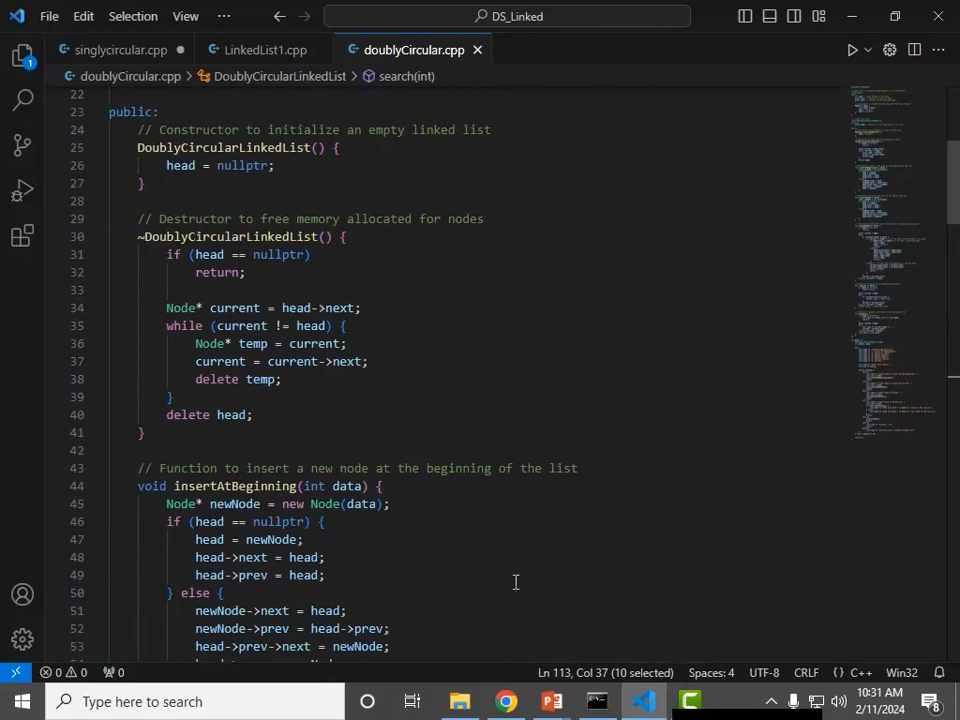 File Edit Selection View ··· DS_Linked
singlycircular.cpp LinkedList1.cpp doublyCircular.cpp
doublyCircular.cpp > DoublyCircularLinkedList > search(int)
22
23 public:
24 // Constructor to initialize an empty linked list
25 DoublyCircularLinkedList() {
26 head = nullptr;
27 }
28
29 // Destructor to free memory allocated for nodes
30 ~DoublyCircularLinkedList() {
31 if (head == nullptr)
32 return;
33
34 Node* current = head->next;
35 while (current != head) {
36 Node* temp = current;
37 current = current->next;
38 delete temp;
39 }
40 delete head;
41 }
42
43 // Function to insert a new node at the beginning of the list
44 void insertAtBeginning(int data) {
45 Node* newNode = new Node(data);
46 if (head == nullptr) {
47 head = newNode;
48 head->next = head;
49 head->prev = head;
50 } else {
51 newNode->next = head;
52 newNode->prev = head->prev;
53 head->prev->next = newNode;
1
0 0 0 Ln 113, Col 37 (10 selected) Spaces: 4 UTF-8 CRLF {} C++ Win32
Type here to search
10:31 AM
2/11/2024
8